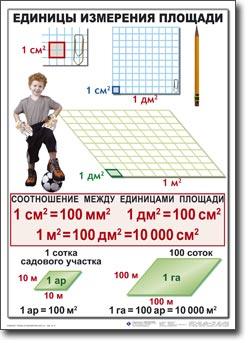 ЕДИНИЦЫ ИЗМЕРЕНИЯ ПЛОЩАДИ
1 см²
1 см²
1 дм²
1 дм²
1 м²
СООТНОШЕНИЕ МЕЖДУ ЕДИНИЦАМИ ПЛОЩАДИ
1 см²=100 мм² 1 дм²=100 см²
1 м²=100 дм²=10 000 см²
1 сотка
садового участка
100 соток
10 м
1 ар
10 м
100 м
1 га
100 м
1 ар=100 м²
1 га=100 ар=10 000 м²